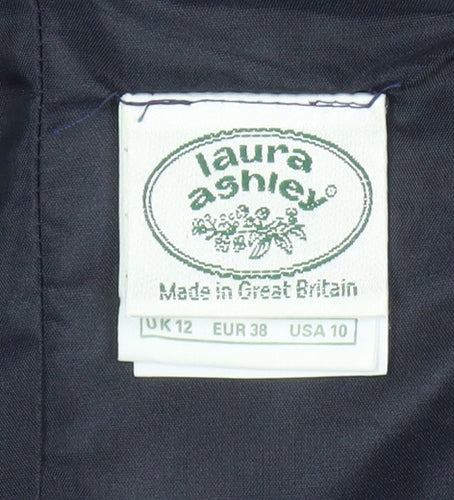 laura
ashley®
Made in Great Britain
UK 12 EUR 38 USA 10